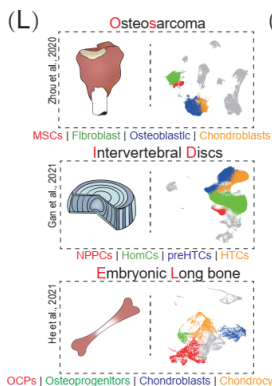 (L)
Osteosarcoma
Zhou et al., 2020
MSCs | Fibroblast | Osteoblastic | Chondroblasts
Intervertebral Discs
Gan et al., 2021
NPPCs | HomCs | preHTCs | HTCs
Embryonic Long bone
He et al., 2021
OCPs | Osteoprogenitors | Chondroblasts | Chondrocy